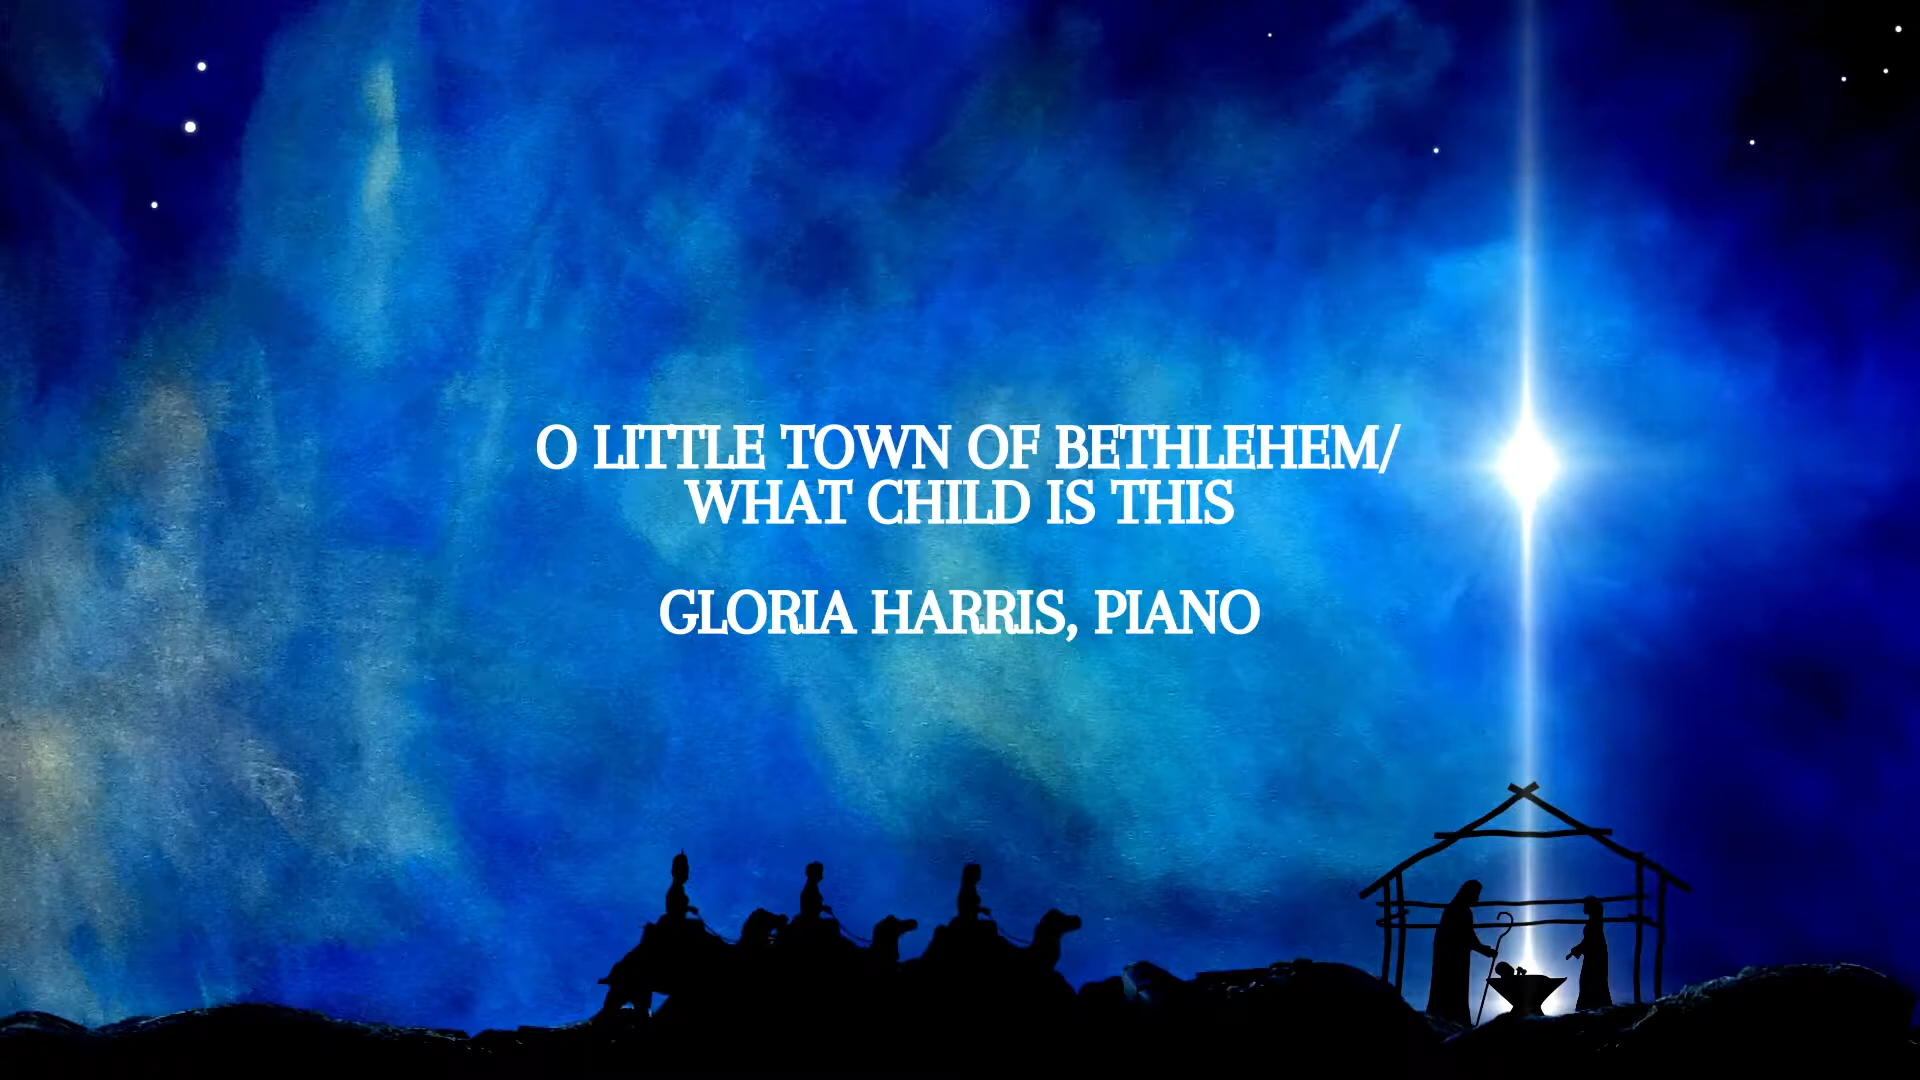 O LITTLE TOWN OF BETHLEHEM/
WHAT CHILD IS THIS
GLORIA HARRIS, PIANO